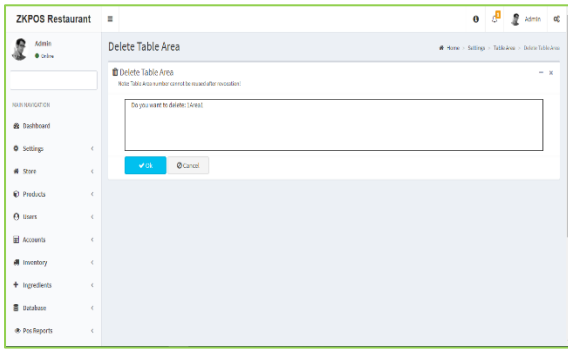 ZKPOS Restaurant
Admin
Admin
Online
Delete Table Area
Home > Settings > Table Area > Delete Table Area
Delete Table Area
Note: Table Area number cannot be reused after revocation!
MAIN NAVIGATION
Do you want to delete:
Ok
Cancel
Dashboard
Settings
Store
Products
Users
Accounts
Inventory
Ingredients
Database
Pos Reports